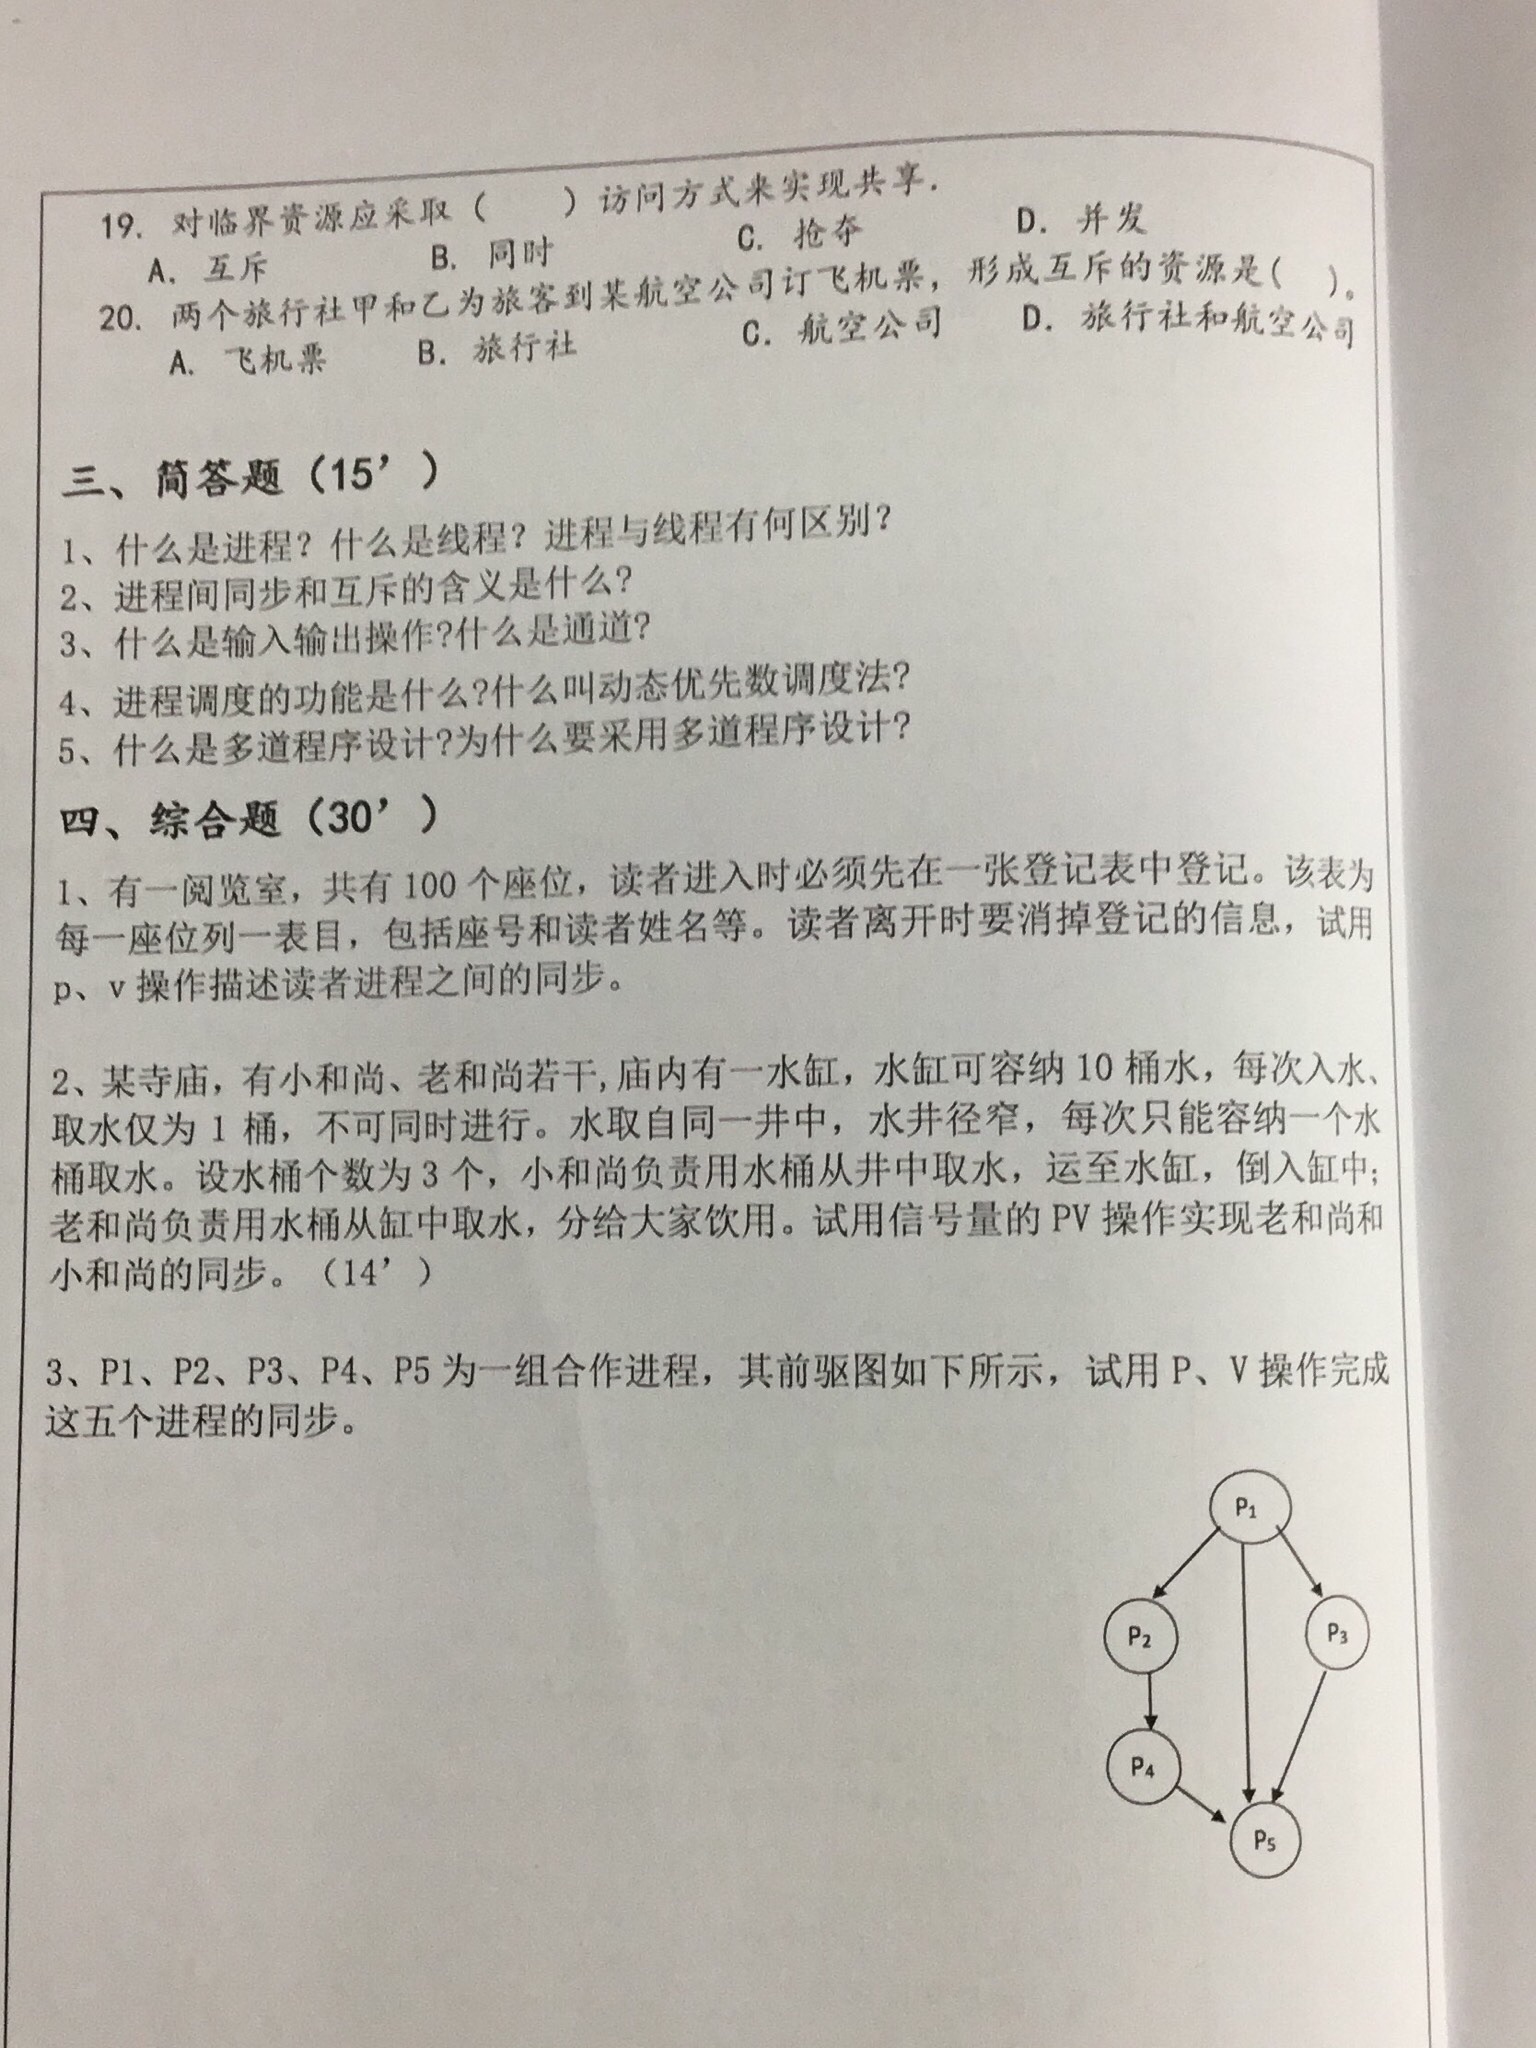 19. 对临界资源应采取（ ）访问方式来实现共享.
A. 互斥 B. 同时 C. 抢夺 D. 并发
20. 两个旅行社甲和乙为旅客到某航空公司订飞机票，形成互斥的资源是( )。
A. 飞机票 B. 旅行社 C. 航空公司 D. 旅行社和航空公司
三、简答题（15’）
1、什么是进程？什么是线程？进程与线程有何区别？
2、进程间同步和互斥的含义是什么？
3、什么是输入输出操作?什么是通道?
4、进程调度的功能是什么?什么叫动态优先数调度法?
5、什么是多道程序设计?为什么要采用多道程序设计?
四、综合题（30’）
1、有一阅览室，共有 100 个座位，读者进入时必须先在一张登记表中登记。该表为
每一座位列一表目，包括座号和读者姓名等。读者离开时要消掉登记的信息，试用
p、v 操作描述读者进程之间的同步。
2、某寺庙，有小和尚、老和尚若干,庙内有一水缸，水缸可容纳 10 桶水，每次入水、
取水仅为 1 桶，不可同时进行。水取自同一井中，水井径窄，每次只能容纳一个水
桶取水。设水桶个数为 3 个，小和尚负责用水桶从井中取水，运至水缸，倒入缸中；
老和尚负责用水桶从缸中取水，分给大家饮用。试用信号量的 PV 操作实现老和尚和
小和尚的同步。（14’）
3、P1、P2、P3、P4、P5 为一组合作进程，其前驱图如下所示，试用 P、V 操作完成
这五个进程的同步。
P1
P2 P3
P4
P5